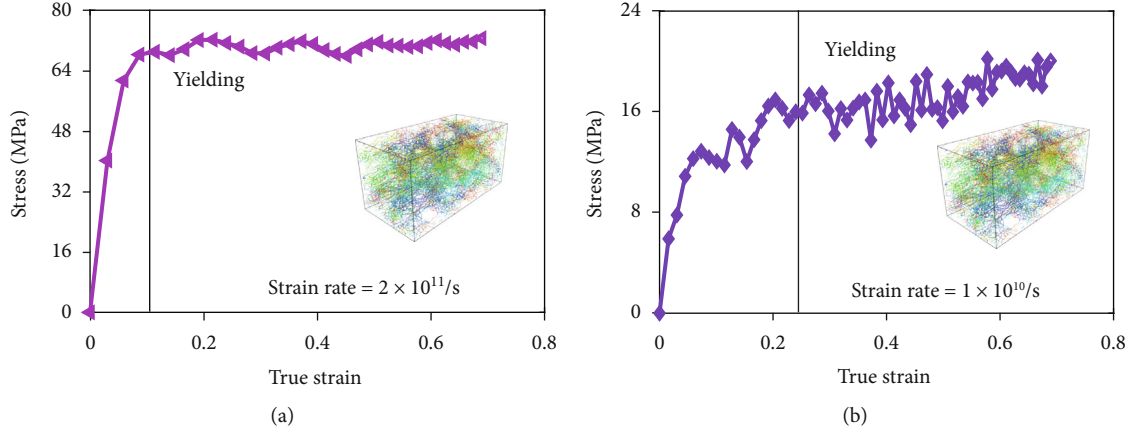 80
64
48
32
16
0
Stress (MPa)
Yielding
Strain rate = 2 × 10¹¹/s
0
0.2
0.4
0.6
0.8
True strain
(a)
24
16
8
0
Stress (MPa)
Yielding
Strain rate = 1 × 10¹⁰/s
0
0.2
0.4
0.6
0.8
True strain
(b)